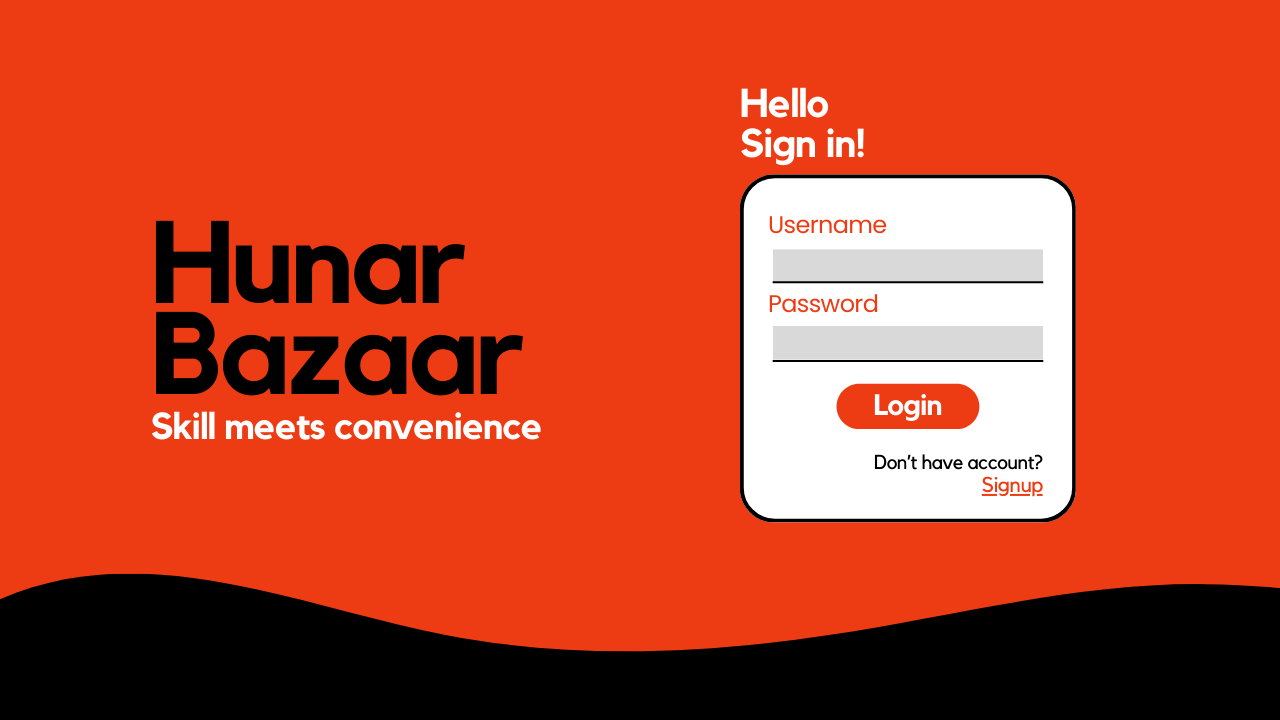 Hunar
Bazaar
Skill meets convenience
Hello
Sign in!
Username
Password
Login
Don't have account?
Signup